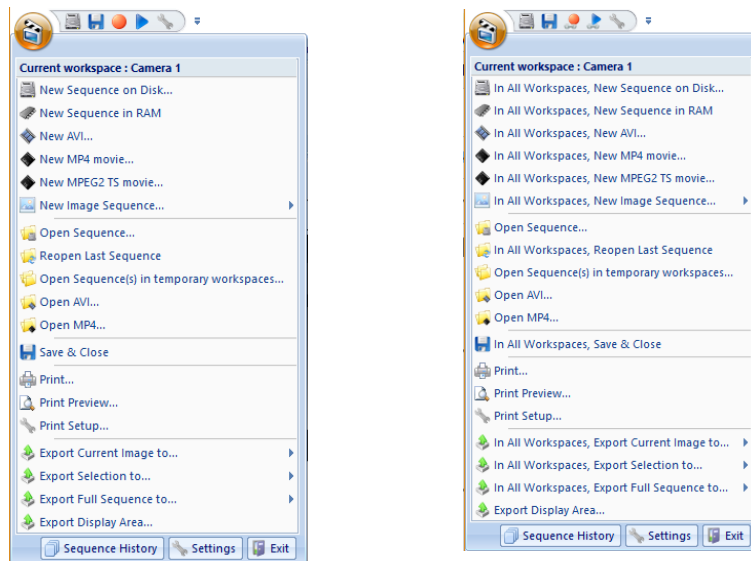 Current workspace : Camera 1
New Sequence on Disk...
New Sequence in RAM
New AVI...
New MP4 movie...
New MPEG2 TS movie...
New Image Sequence...
Open Sequence...
Reopen Last Sequence
Open Sequence(s) in temporary workspaces...
Open AVI...
Open MP4...
Save & Close
Print...
Print Preview...
Print Setup...
Export Current Image to...
Export Selection to...
Export Full Sequence to...
Export Display Area...
Sequence History Settings Exit
Current workspace : Camera 1
In All Workspaces, New Sequence on Disk...
In All Workspaces, New Sequence in RAM
In All Workspaces, New AVI...
In All Workspaces, New MP4 movie...
In All Workspaces, New MPEG2 TS movie...
In All Workspaces, New Image Sequence...
Open Sequence...
In All Workspaces, Reopen Last Sequence
Open Sequence(s) in temporary workspaces...
Open AVI...
Open MP4...
In All Workspaces, Save & Close
Print...
Print Preview...
Print Setup...
In All Workspaces, Export Current Image to...
In All Workspaces, Export Selection to...
In All Workspaces, Export Full Sequence to...
Export Display Area...
Sequence History Settings Exit